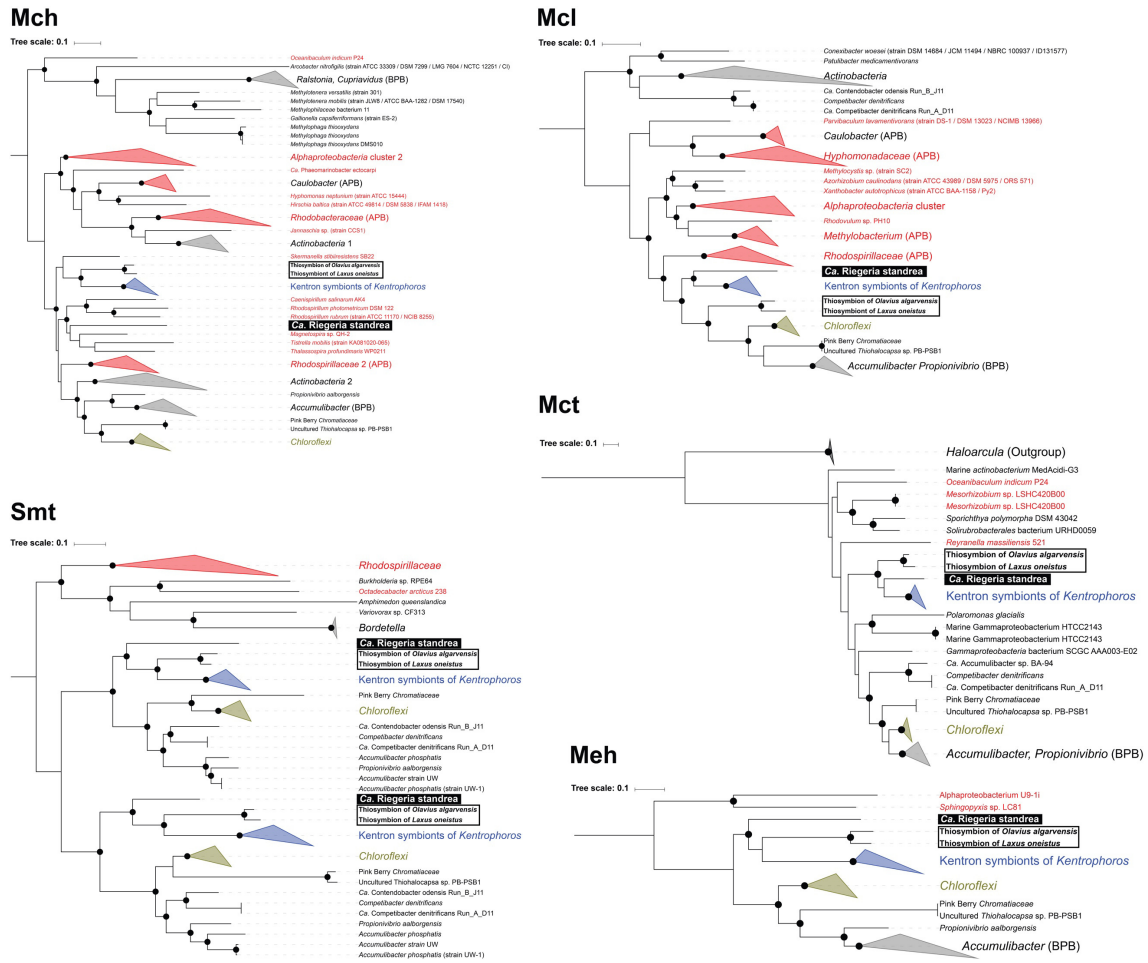 Mch
Tree scale: 0.1
Oceanibaculum indicum P24
Arcobacter nitrofigilis (strain ATCC 33309 / DSM 7299 / LMG 7604 / NCTC 12251 / CI)
Ralstonia, Cupriavidus (BPB)
Methylotenera versatilis (strain 301)
Methylotenera mobilis (strain JLW8 / ATCC BAA-1282 / DSM 17540)
Methylophilaceae bacterium 11
Gallionella capsiferriformans (strain ES-2)
Methylophaga thiooxydans
Methylophaga thiooxydans
Methylophaga thiooxydans DMS010
Alphaproteobacteria cluster 2
Ca. Phaeomarinobacter ectocarpi
Caulobacter (APB)
Hyphomonas neptunium (strain ATCC 15444)
Hirschia baltica (strain ATCC 49814 / DSM 5838 / IFAM 1418)
Rhodobacteraceae (APB)
Jannaschia sp. (strain CCS1)
Actinobacteria 1
Skermanella stibiiresistens SB22
Thiosymbion of Olavius algarvensis
Thiosymbiont of Laxus oneistus
Kentron symbionts of Kentrophoros
Caenispirillum salinarum AK4
Rhodospirillum photometricum DSM 122
Rhodospirillum rubrum (strain ATCC 11170 / NCIB 8255)
Ca. Riegeria standrea
Magnetospira sp. QH-2
Tistrella mobilis (strain KA081020-065)
Thalassospira profundimaris WP0211
Rhodospirillaceae 2 (APB)
Actinobacteria 2
Propionivibrio aalborgensis
Accumulibacter (BPB)
Pink Berry Chromatiaceae
Uncultured Thiohalocapsa sp. PB-PSB1
Chloroflexi
Mcl
Tree scale: 0.1
Conexibacter woesei (strain DSM 14684 / JCM 11494 / NBRC 100937 / ID131577)
Patulibacter medicamentivorans
Actinobacteria
Ca. Contendobacter odensis Run_B_J11
Competibacter denitrificans
Ca. Competibacter denitrificans Run_A_D11
Parvibaculum lavamentivorans (strain DS-1 / DSM 13023 / NCIMB 13966)
Caulobacter (APB)
Hyphomonadaceae (APB)
Methylocystis sp. (strain SC2)
Azorhizobium caulinodans (strain ATCC 43989 / DSM 5975 / ORS 571)
Xanthobacter autotrophicus (strain ATCC BAA-1158 / Py2)
Alphaproteobacteria cluster
Rhodovulum sp. PH10
Methylobacterium (APB)
Rhodospirillaceae (APB)
Ca. Riegeria standrea
Kentron symbionts of Kentrophoros
Thiosymbion of Olavius algarvensis
Thiosymbiont of Laxus oneistus
Chloroflexi
Pink Berry Chromatiaceae
Uncultured Thiohalocapsa sp. PB-PSB1
Accumulibacter Propionivibrio (BPB)
Mct
Tree scale: 0.1
Haloarcula (Outgroup)
Marine actinobacterium MedAcidi-G3
Oceanibaculum indicum P24
Mesorhizobium sp. LSHC420B00
Mesorhizobium sp. LSHC420B00
Sporichthya polymorpha DSM 43042
Solirubrobacterales bacterium URHD0059
Reyranella massiliensis 521
Thiosymbion of Olavius algarvensis
Thiosymbion of Laxus oneistus
Ca. Riegeria standrea
Kentron symbionts of Kentrophoros
Polaromonas glacialis
Marine Gammaproteobacterium HTCC2143
Marine Gammaproteobacterium HTCC2143
Gammaproteobacteria bacterium SCGC AAA003-E02
Ca. Accumulibacter sp. BA-94
Competibacter denitrificans
Ca. Competibacter denitrificans Run_A_D11
Pink Berry Chromatiaceae
Uncultured Thiohalocapsa sp. PB-PSB1
Chloroflexi
Accumulibacter, Propionivibrio (BPB)
Smt
Tree scale: 0.1
Rhodospirillaceae
Burkholderia sp. RPE64
Octadecabacter arcticus 238
Amphimedon queenslandica
Variovorax sp. CF313
Bordetella
Ca. Riegeria standrea
Thiosymbion of Olavius algarvensis
Thiosymbion of Laxus oneistus
Kentron symbionts of Kentrophoros
Pink Berry Chromatiaceae
Chloroflexi
Ca. Contendobacter odensis Run_B_J11
Competibacter denitrificans
Ca. Competibacter denitrificans Run_A_D11
Accumulibacter phosphatis
Propionivibrio aalborgensis
Accumulibacter strain UW
Accumulibacter phosphatis (strain UW-1)
Ca. Riegeria standrea
Thiosymbion of Olavius algarvensis
Thiosymbion of Laxus oneistus
Kentron symbionts of Kentrophoros
Chloroflexi
Pink Berry Chromatiaceae
Uncultured Thiohalocapsa sp. PB-PSB1
Ca. Contendobacter odensis Run_B_J11
Competibacter denitrificans
Ca. Competibacter denitrificans Run_A_D11
Propionivibrio aalborgensis
Accumulibacter phosphatis
Accumulibacter strain UW
Accumulibacter phosphatis (strain UW-1)
Meh
Tree scale: 0.1
Alphaproteobacterium U9-1i
Sphingopyxis sp. LC81
Ca. Riegeria standrea
Thiosymbion of Olavius algarvensis
Thiosymbion of Laxus oneistus
Kentron symbionts of Kentrophoros
Chloroflexi
Pink Berry Chromatiaceae
Uncultured Thiohalocapsa sp. PB-PSB1
Propionivibrio aalborgensis
Accumulibacter (BPB)